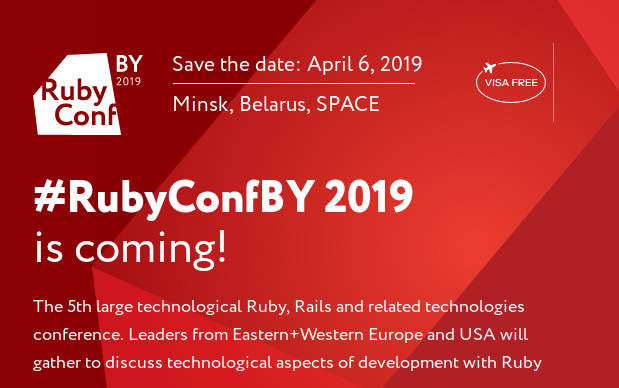 Ruby
Conf
BY
2019
Save the date: April 6, 2019
Minsk, Belarus, SPACE
VISA FREE
#RubyConfBY 2019
is coming!
The 5th large technological Ruby, Rails and related technologies
conference. Leaders from Eastern+Western Europe and USA will
gather to discuss technological aspects of development with Ruby